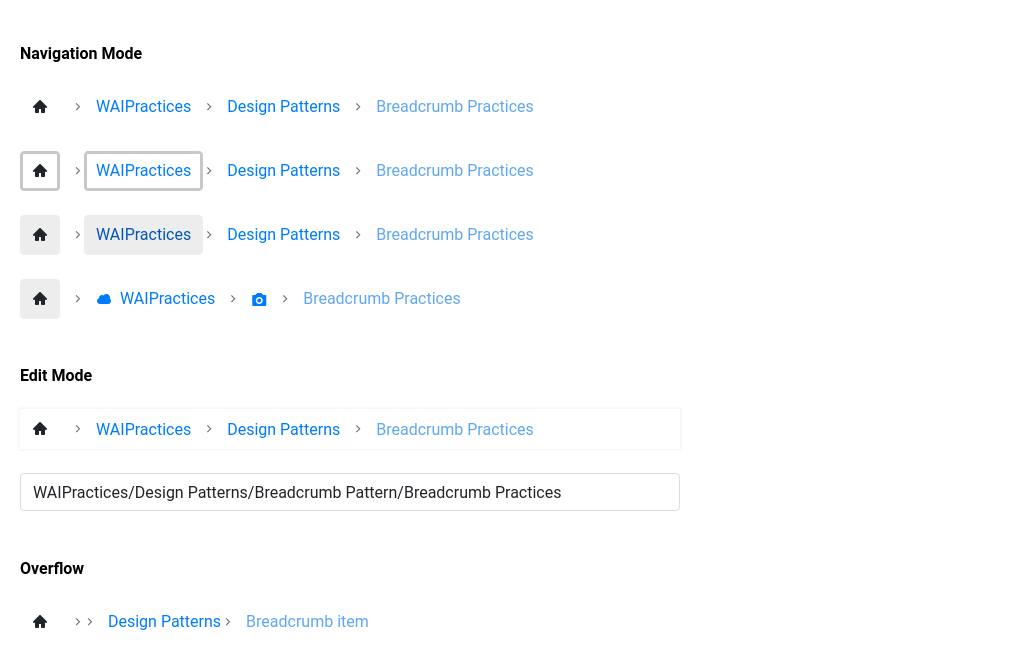 Navigation Mode
WAIPractices Design Patterns Breadcrumb Practices
WAIPractices Design Patterns Breadcrumb Practices
WAIPractices Design Patterns Breadcrumb Practices
WAIPractices Breadcrumb Practices
Edit Mode
WAIPractices Design Patterns Breadcrumb Practices
WAIPractices/Design Patterns/Breadcrumb Pattern/Breadcrumb Practices
Overflow
Design Patterns Breadcrumb item